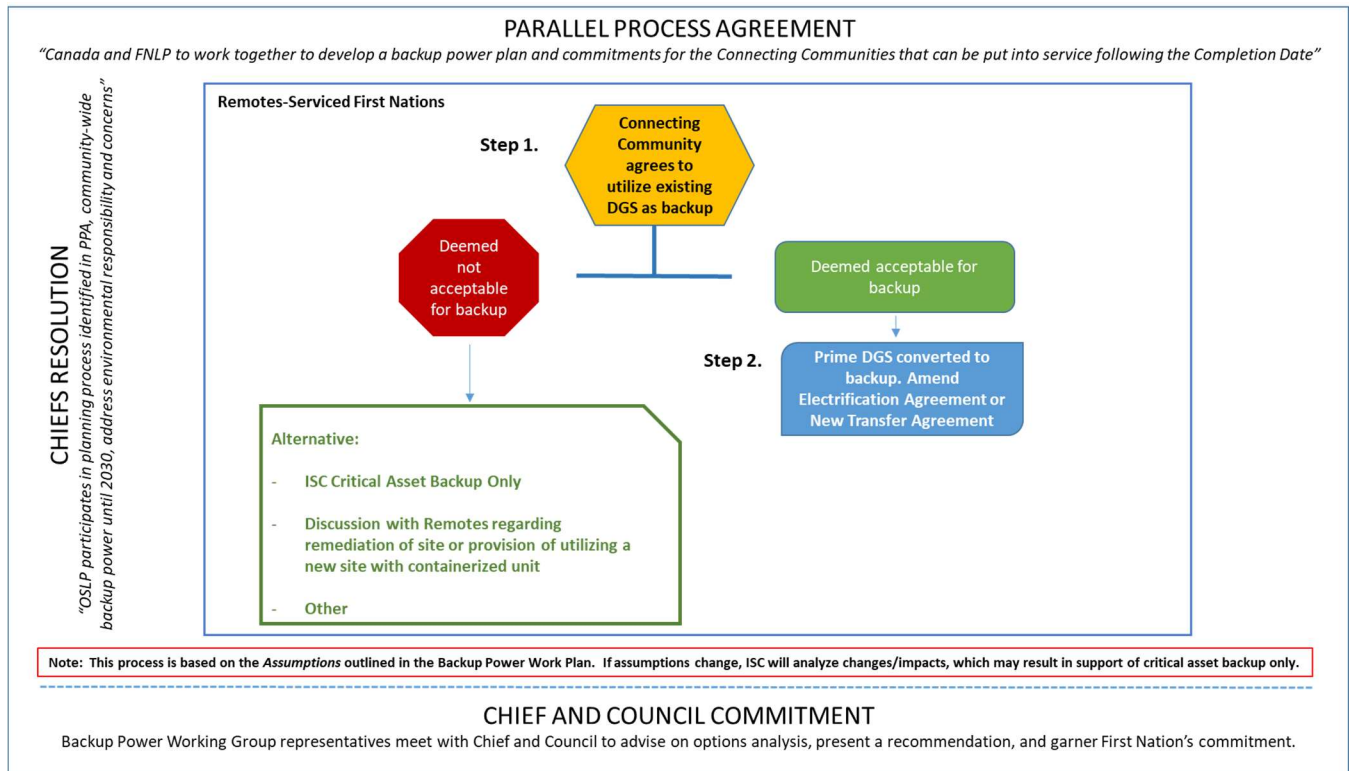 PARALLEL PROCESS AGREEMENT
“Canada and FNLP to work together to develop a backup power plan and commitments for the Connecting Communities that can be put into service following the Completion Date”
CHIEFS RESOLUTION
“OSLP participates in planning process identified in PPA, community-wide
backup power until 2030, address environmental responsibility and concerns”
Remotes-Serviced First Nations
Step 1.
Connecting
Community
agrees to
utilize existing
DGS as backup
Deemed
not
acceptable
for backup
Deemed acceptable for
backup
Step 2.
Prime DGS converted to
backup. Amend
Electrification Agreement or
New Transfer Agreement
Alternative:
- ISC Critical Asset Backup Only
- Discussion with Remotes regarding
remediation of site or provision of utilizing a
new site with containerized unit
- Other
Note: This process is based on the Assumptions outlined in the Backup Power Work Plan. If assumptions change, ISC will analyze changes/impacts, which may result in support of critical asset backup only.
CHIEF AND COUNCIL COMMITMENT
Backup Power Working Group representatives meet with Chief and Council to advise on options analysis, present a recommendation, and garner First Nation’s commitment.